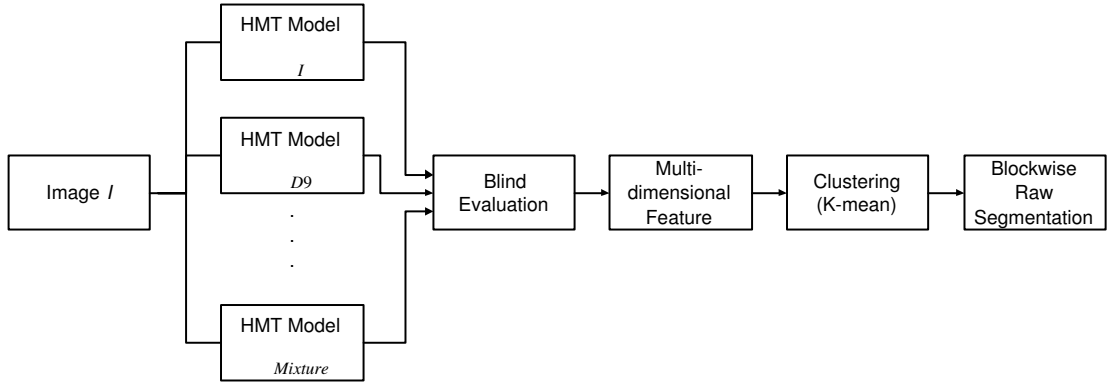 HMT Model
I
HMT Model
D9
.
.
.
HMT Model
Mixture
Image I
Blind
Evaluation
Multi-
dimensional
Feature
Clustering
(K-mean)
Blockwise
Raw
Segmentation